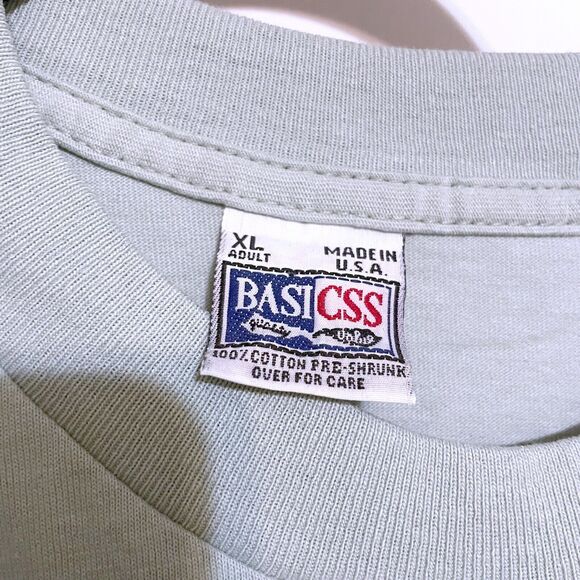 XL
ADULT
MADE IN
U.S.A.
BASICSS
100% COTTON PRE-SHRUNK
OVER FOR CARE